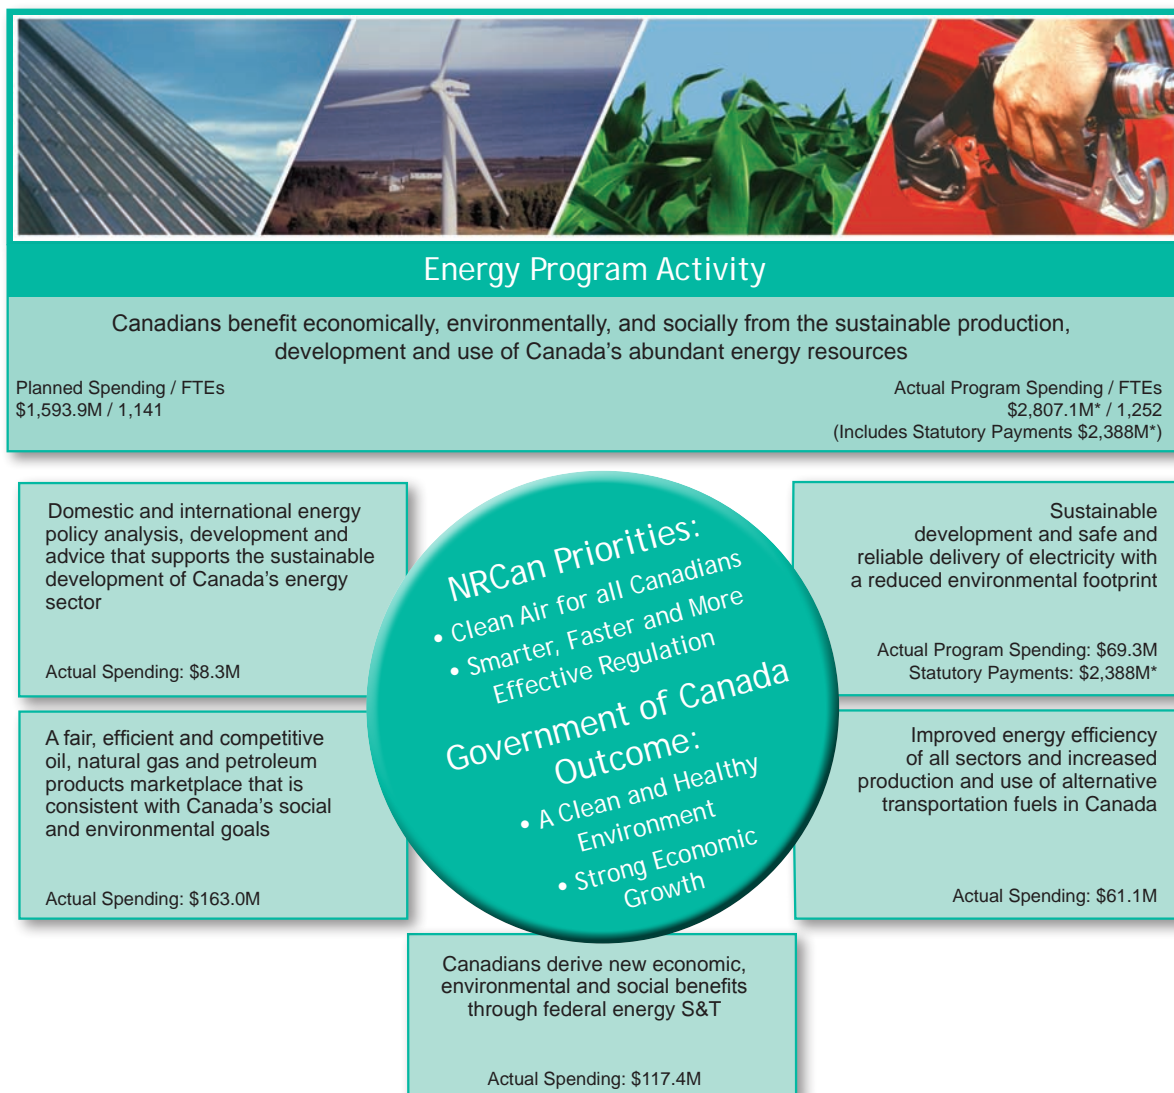 Energy Program Activity
Canadians benefit economically, environmentally, and socially from the sustainable production,
development and use of Canada's abundant energy resources
Planned Spending / FTEs
$1,593.9M / 1,141
Actual Program Spending / FTEs
$2,807.1M* / 1,252
(Includes Statutory Payments $2,388M*)
Domestic and international energy
policy analysis, development and
advice that supports the sustainable
development of Canada's energy
sector
Actual Spending: $8.3M
A fair, efficient and competitive
oil, natural gas and petroleum
products marketplace that is
consistent with Canada's social
and environmental goals
Actual Spending: $163.0M
NRCan Priorities:
• Clean Air for all Canadians
• Smarter, Faster and More
Effective Regulation
Government of Canada
Outcome:
• A Clean and Healthy
Environment
• Strong Economic
Growth
Sustainable
development and safe and
reliable delivery of electricity with
a reduced environmental footprint
Actual Program Spending: $69.3M
Statutory Payments: $2,388M*
Improved energy efficiency
of all sectors and increased
production and use of alternative
transportation fuels in Canada
Actual Spending: $61.1M
Canadians derive new economic,
environmental and social benefits
through federal energy S&T
Actual Spending: $117.4M